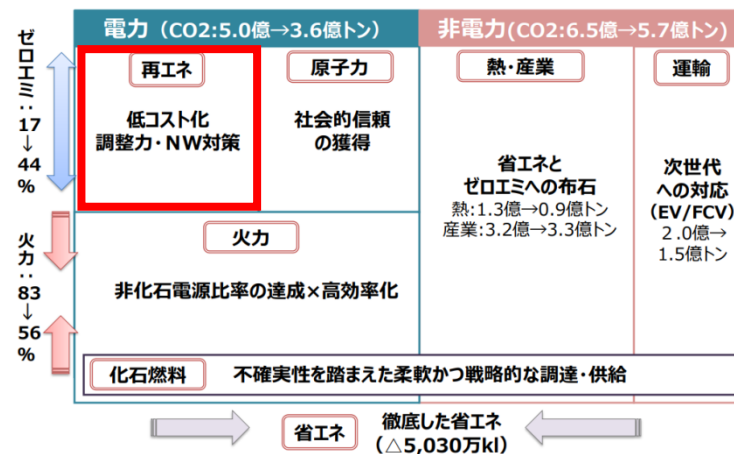 電力（CO2:5.0億→3.6億トン）
非電力(CO2:6.5億→5.7億トン)
ゼロエミ：17→44%
再エネ
低コスト化
調整力・NW対策
原子力
社会的信頼
の獲得
熱・産業
省エネと
ゼロエミへの布石
熱:1.3億→0.9億トン
産業:3.2億→3.3億トン
運輸
次世代
への対応
(EV/FCV)
２.0億→
1.5億トン
火力：83→56%
火力
非化石電源比率の達成×高効率化
化石燃料
不確実性を踏まえた柔軟かつ戦略的な調達・供給
省エネ
徹底した省エネ
（△5,030万kl）